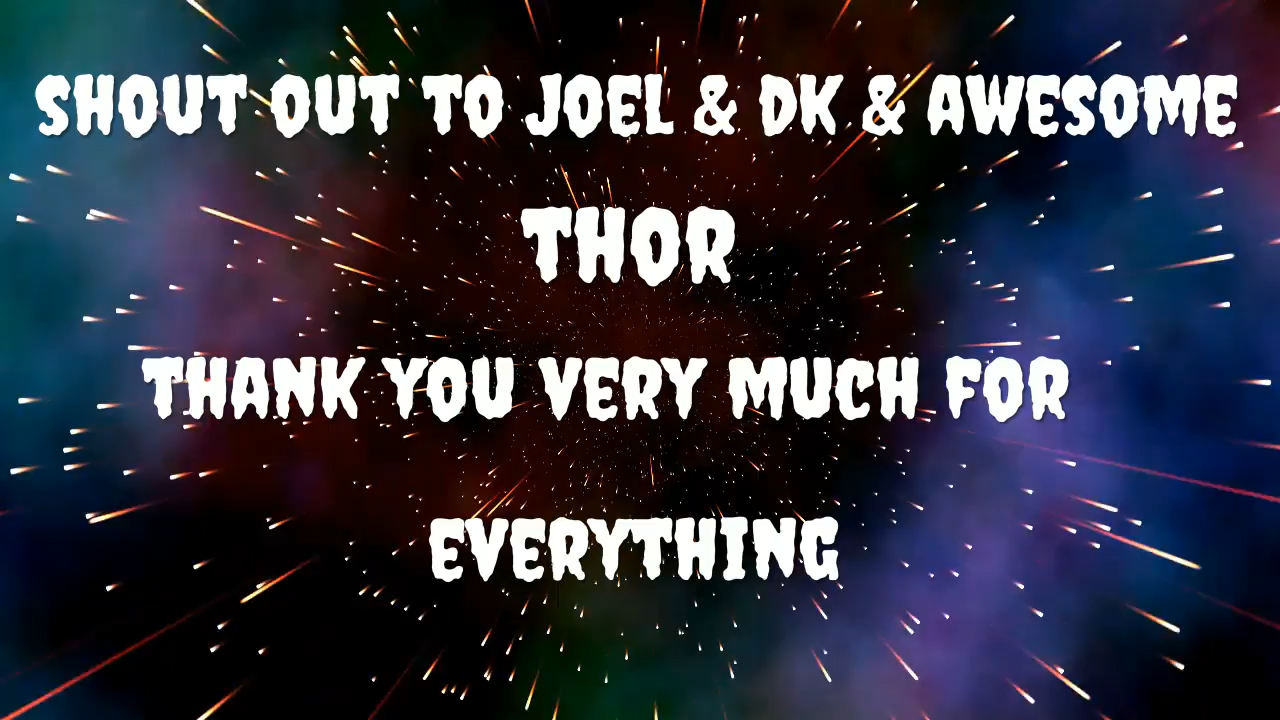 SHOUT OUT TO JOEL & DK & AWESOME
THOR
THANK YOU VERY MUCH FOR
EVERYTHING